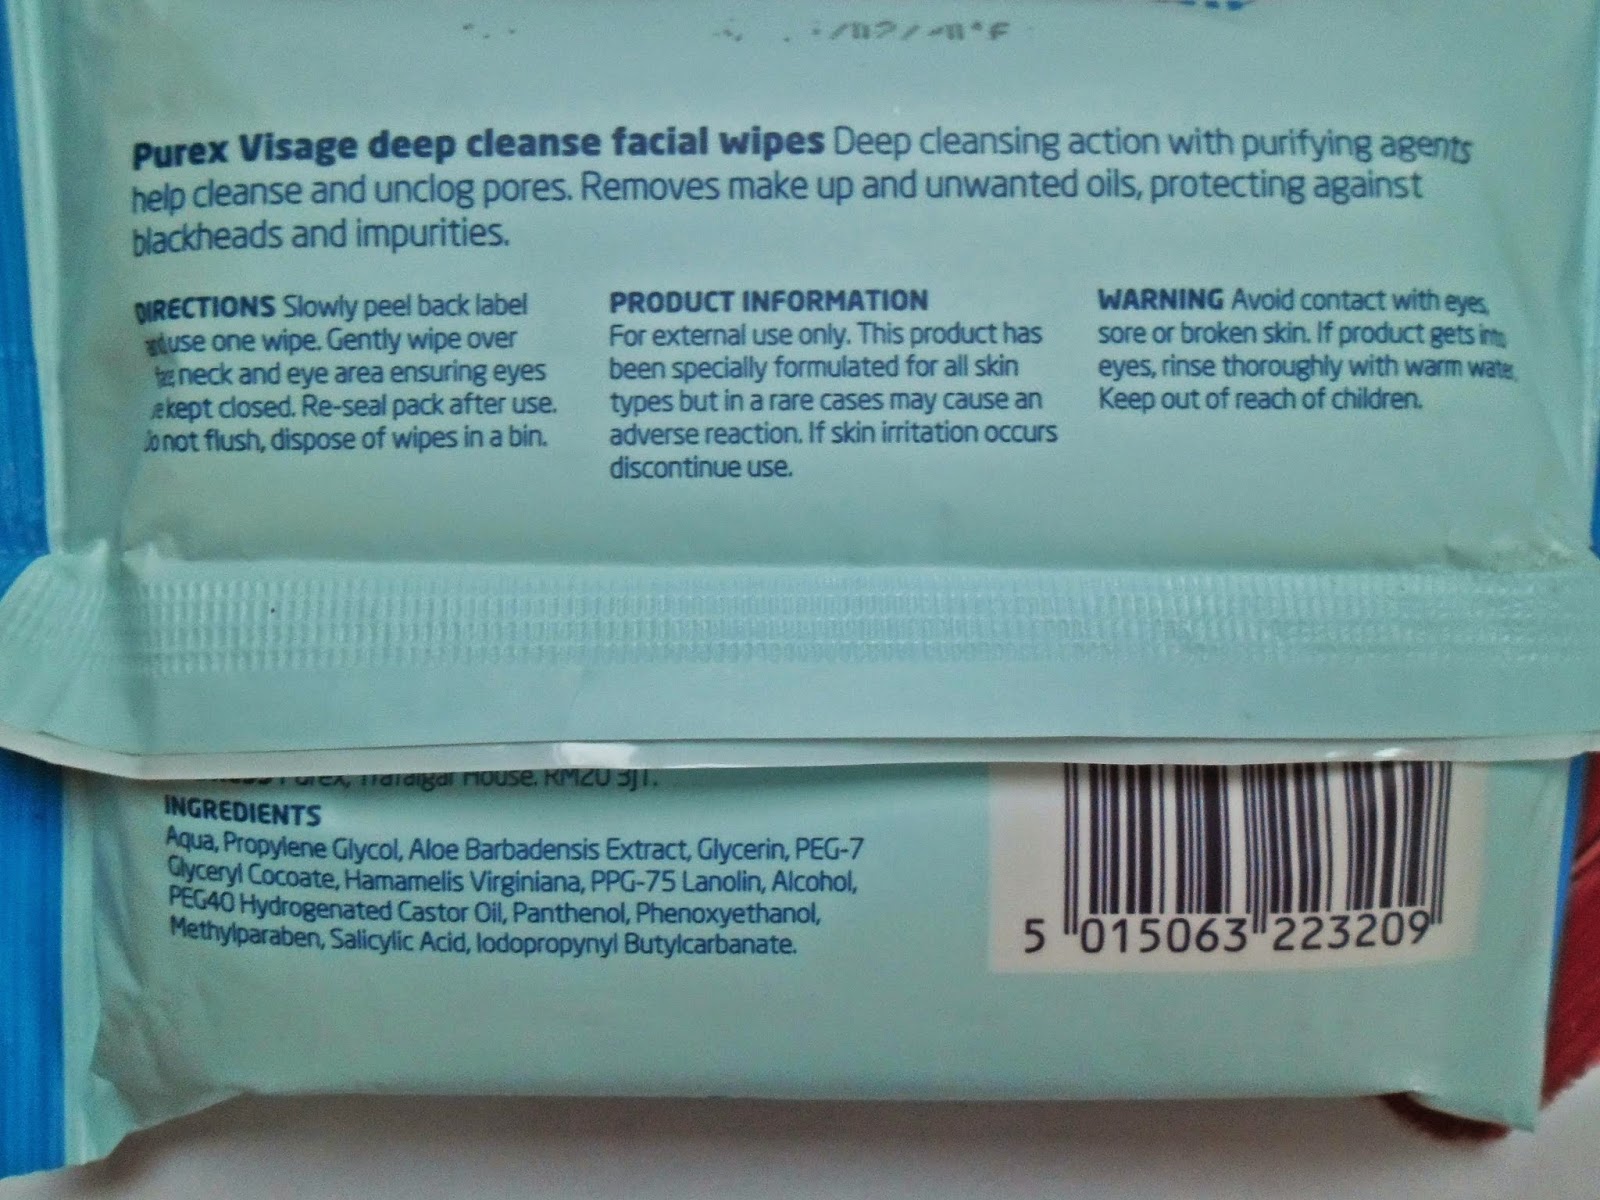 Purex Visage deep cleanse facial wipes Deep cleansing action with purifying agents
help cleanse and unclog pores. Removes make up and unwanted oils, protecting against
blackheads and impurities.
DIRECTIONS Slowly peel back label
and use one wipe. Gently wipe over
neck and eye area ensuring eyes
kept closed. Re-seal pack after use.
not flush, dispose of wipes in a bin.
PRODUCT INFORMATION
For external use only. This product has
been specially formulated for all skin
types but in a rare cases may cause an
adverse reaction. If skin irritation occurs
discontinue use.
WARNING Avoid contact with eyes,
sore or broken skin. If product gets into
eyes, rinse thoroughly with warm water.
Keep out of reach of children.
Purex, Trafalgar House. RM20 3JT.
INGREDIENTS
Aqua, Propylene Glycol, Aloe Barbadensis Extract, Glycerin, PEG-7
Glyceryl Cocoate, Hamamelis Virginiana, PPG-75 Lanolin, Alcohol,
PEG40 Hydrogenated Castor Oil, Panthenol, Phenoxyethanol,
Methylparaben, Salicylic Acid, Iodopropynyl Butylcarbanate.
5 015063 223209